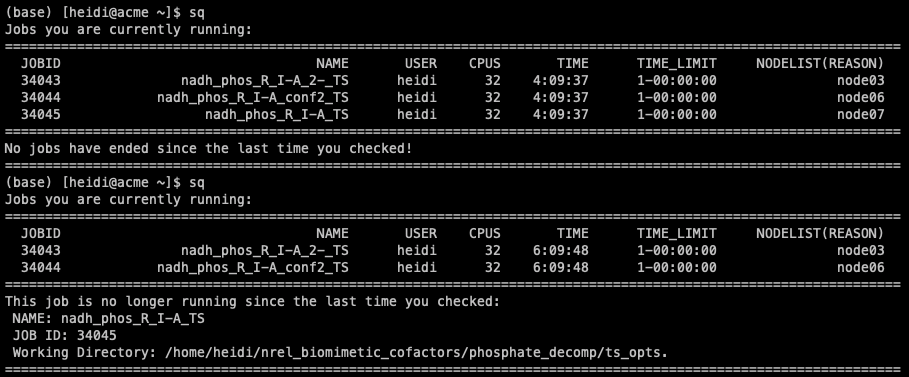 (base) [heidi@acme ~]$ sq
Jobs you are currently running:
================================================================================================================
JOBID NAME USER CPUS TIME TIME_LIMIT NODELIST(REASON)
34043 nadh_phos_R_I-A_2-_TS heidi 32 4:09:37 1-00:00:00 node03
34044 nadh_phos_R_I-A_conf2_TS heidi 32 4:09:37 1-00:00:00 node06
34045 nadh_phos_R_I-A_TS heidi 32 4:09:37 1-00:00:00 node07
================================================================================================================
No jobs have ended since the last time you checked!
================================================================================================================
(base) [heidi@acme ~]$ sq
Jobs you are currently running:
================================================================================================================
JOBID NAME USER CPUS TIME TIME_LIMIT NODELIST(REASON)
34043 nadh_phos_R_I-A_2-_TS heidi 32 6:09:48 1-00:00:00 node03
34044 nadh_phos_R_I-A_conf2_TS heidi 32 6:09:48 1-00:00:00 node06
================================================================================================================
This job is no longer running since the last time you checked:
NAME: nadh_phos_R_I-A_TS
JOB ID: 34045
Working Directory: /home/heidi/nrel_biomimetic_cofactors/phosphate_decomp/ts_opts.
================================================================================================================